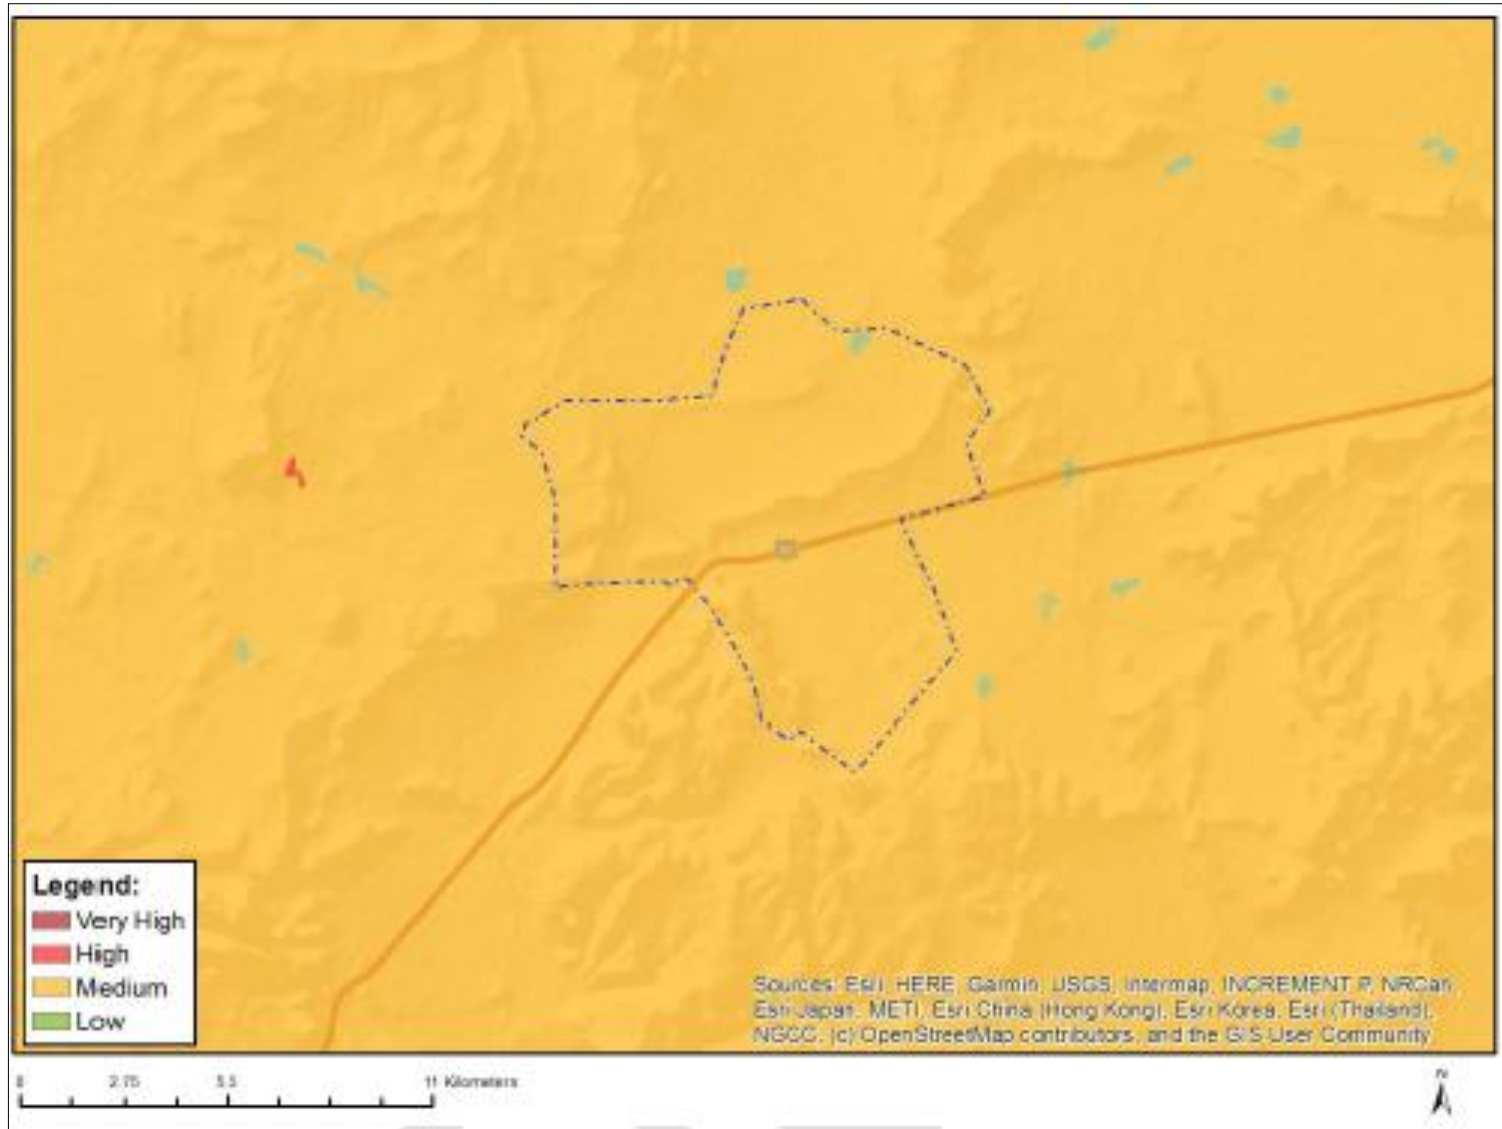 Legend:
Very High
High
Medium
Low
Sources: Esri, HERE, Garmin, USGS, Intermap, INCREMENT P, NRCan,
Esri Japan, METI, Esri China (Hong Kong), Esri Korea, Esri (Thailand),
NGCC, (c) OpenStreetMap contributors, and the GIS User Community
0 2.75 5.5 11 Kilometers
N